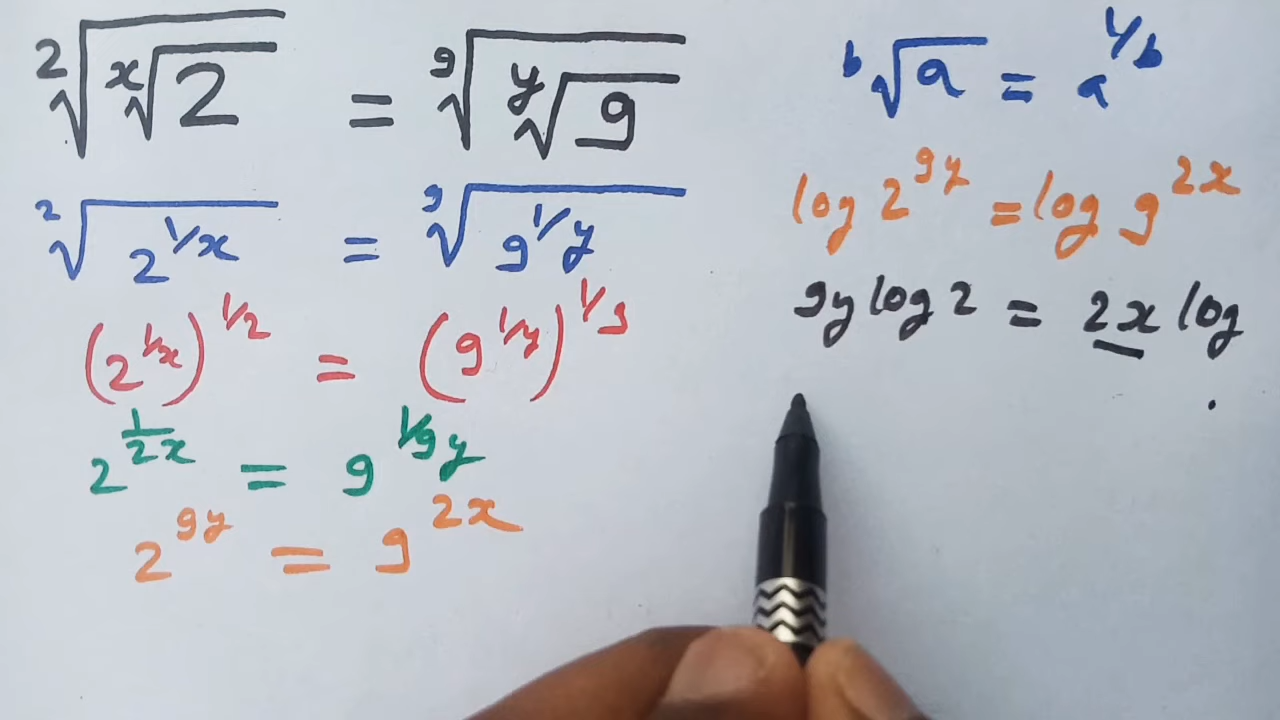 ²√(ˣ√2) = ⁹√(ʸ√9)
²√(2^(1/x)) = ⁹√(9^(1/y))
(2^(1/x))^(1/2) = (9^(1/y))^(1/9)
2^(1/2x) = 9^(1/9y)
2^(9y) = 9^(2x)
ᵇ√a = a^(1/b)
log 2^(9y) = log 9^(2x)
9y log 2 = 2x log